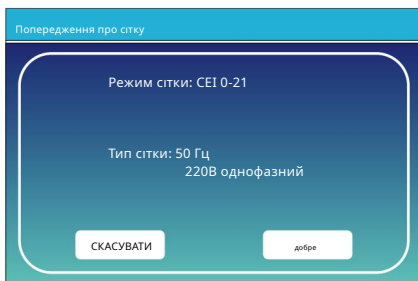 Попередження про сітку
Режим сітки: CEI 0-21
Тип сітки: 50 Гц
220В однофазний
СКАСУВАТИ
добре